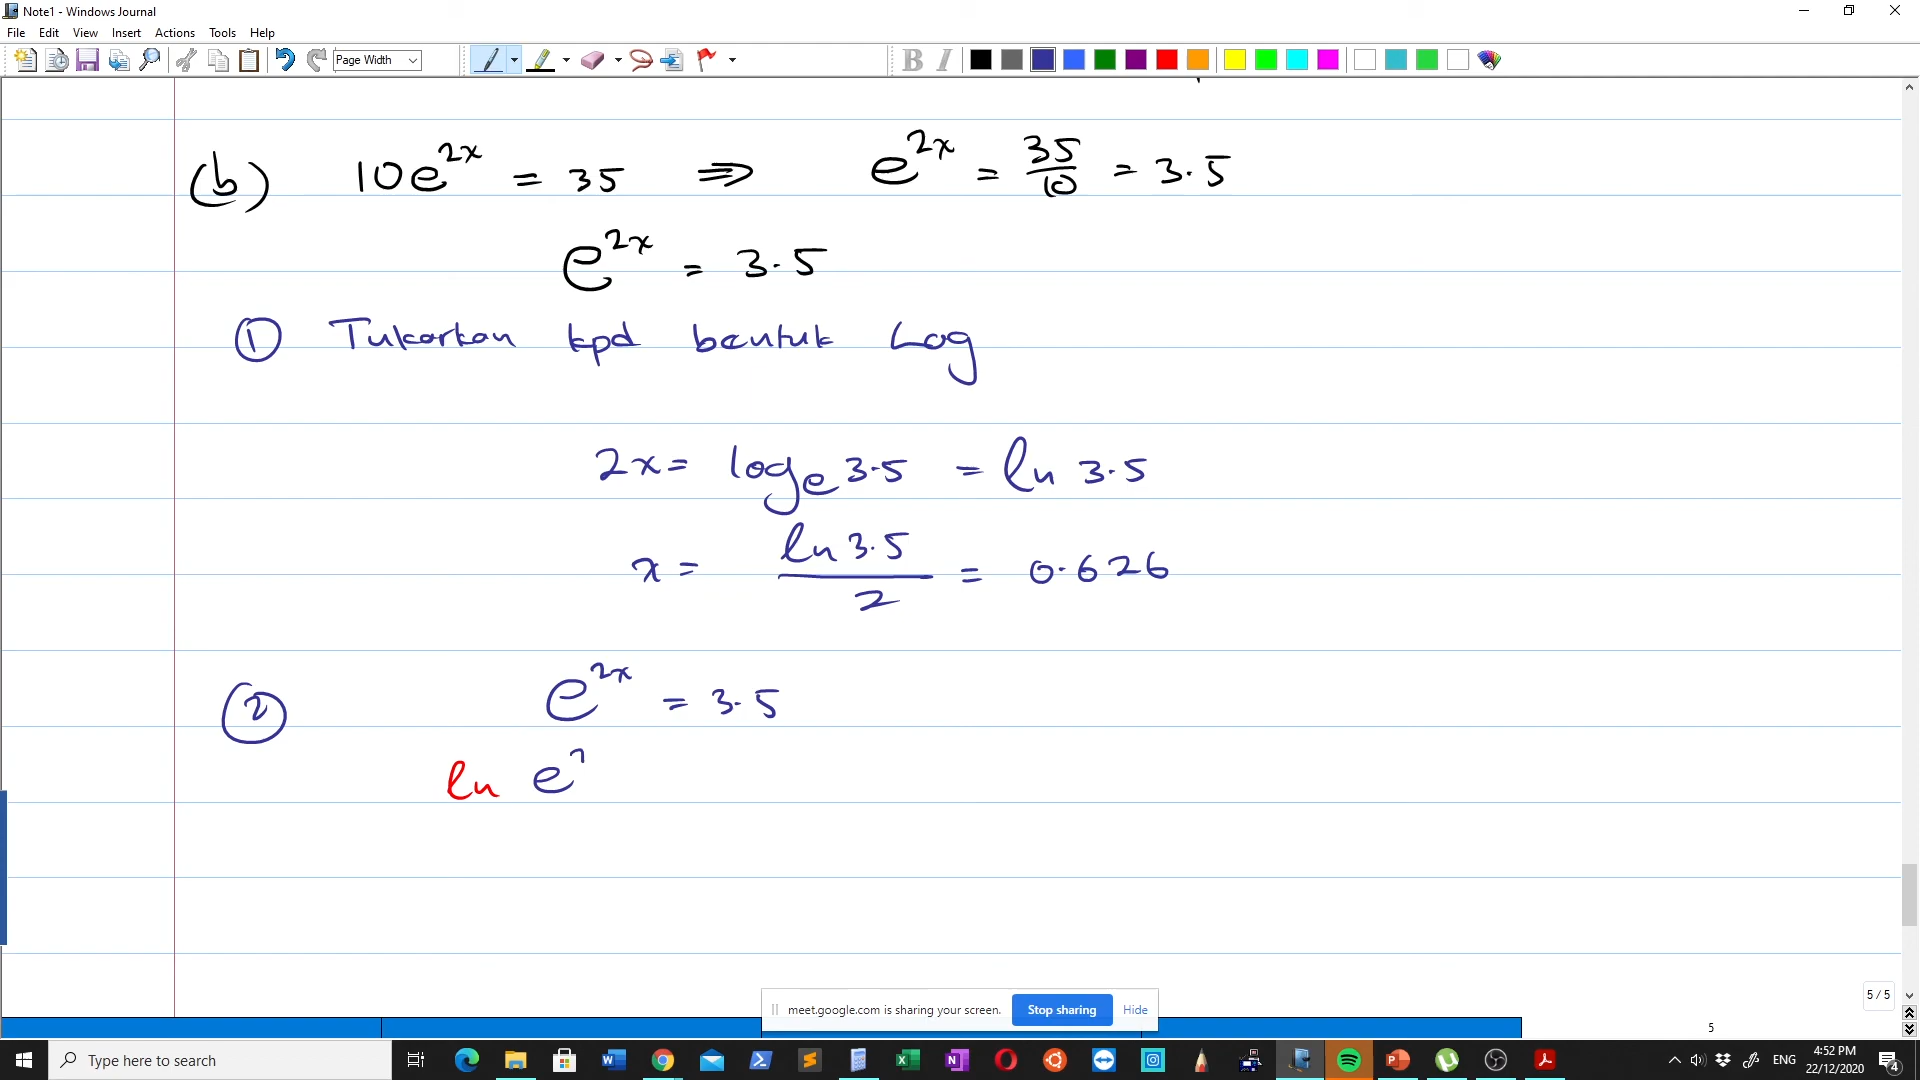 Note1 - Windows Journal
File Edit View Insert Actions Tools Help
Page Width
B I
(b) 10e^2x = 35 ⇒ e^2x = 35/10 = 3.5
e^2x = 3.5
① Tukarkan kpd bentuk Log
2x = log_e 3.5 = ln 3.5
x = ln 3.5 / 2 = 0.626
② e^2x = 3.5
ln e
5 / 5
meet.google.com is sharing your screen. Stop sharing Hide
5
Type here to search
ENG 4:52 PM
22/12/2020 4